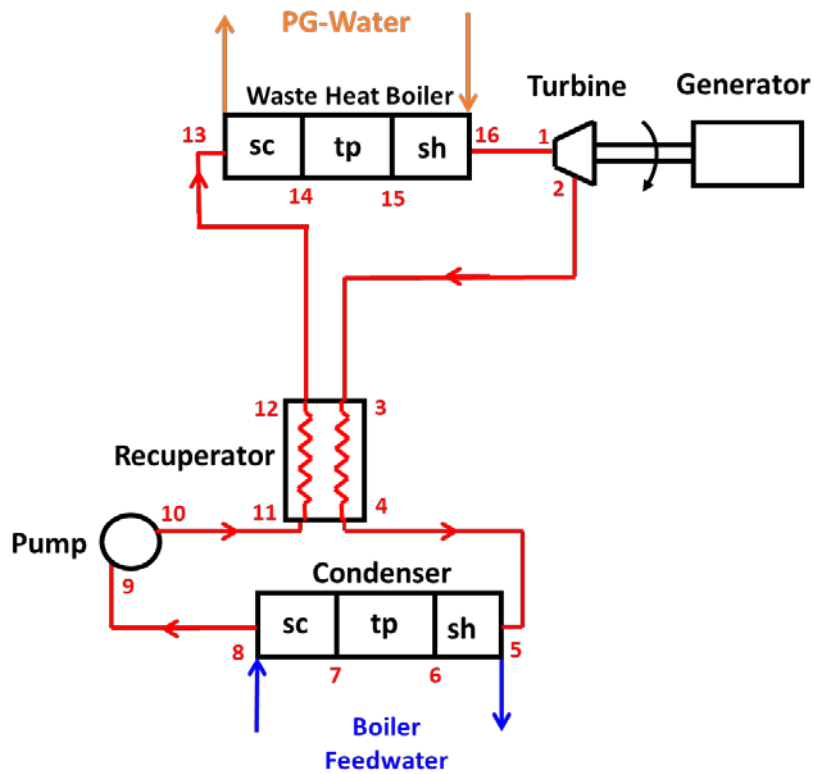 PG-Water
Waste Heat Boiler
Turbine
Generator
13
sc
tp
sh
16
1
2
14
15
12
3
Recuperator
10
11
4
Pump
9
Condenser
sc
tp
sh
8
7
6
5
Boiler
Feedwater